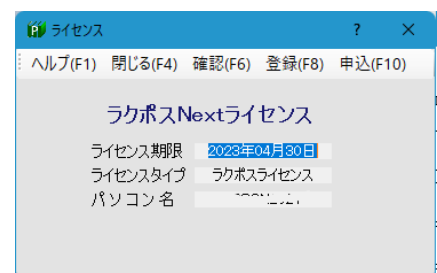 ライセンス ? ×
ヘルプ(F1) 閉じる(F4) 確認(F6) 登録(F8) 申込(F10)
ラクポスNextライセンス
ライセンス期限 2023年04月30日
ライセンスタイプ ラクポスライセンス
パソコン名